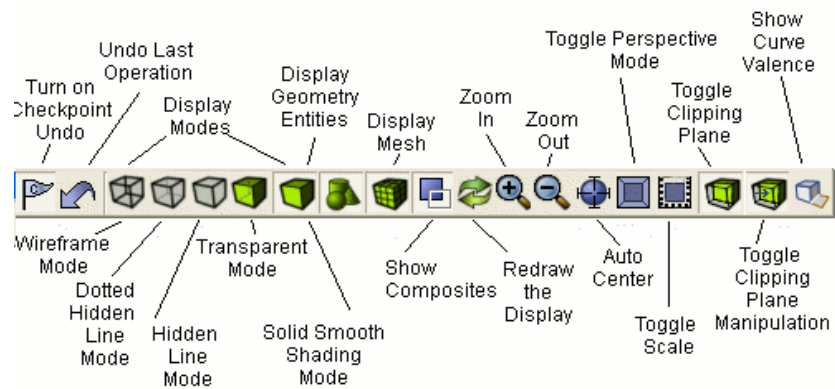 Undo Last
Operation
Turn on
Checkpoint
Undo
Display
Modes
Display
Geometry
Entities
Display
Mesh
Zoom
In
Zoom
Out
Toggle Perspective
Mode
Toggle
Clipping
Plane
Show
Curve
Valence
Wireframe
Mode
Dotted
Hidden
Line
Mode
Hidden
Line
Mode
Transparent
Mode
Solid Smooth
Shading
Mode
Show
Composites
Redraw
the
Display
Auto
Center
Toggle
Scale
Toggle
Clipping
Plane
Manipulation